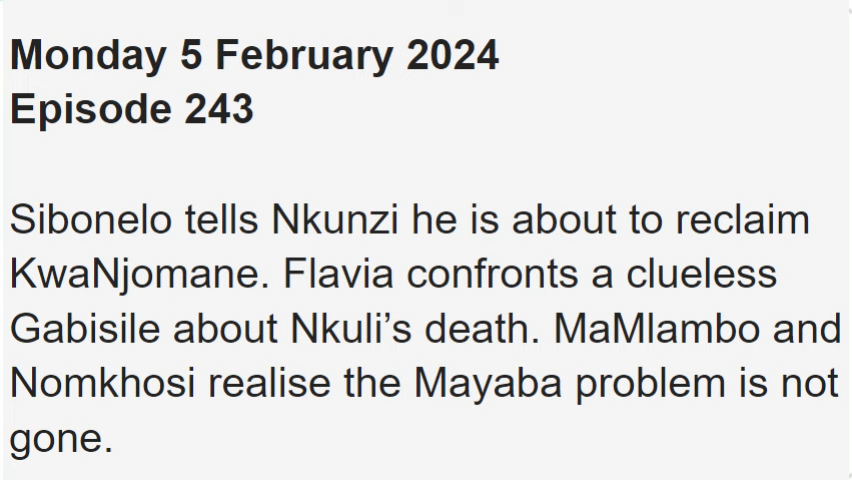 Monday 5 February 2024
Episode 243
Sibonelo tells Nkunzi he is about to reclaim
KwaNjomane. Flavia confronts a clueless
Gabisile about Nkuli’s death. MaMlambo and
Nomkhosi realise the Mayaba problem is not
gone.